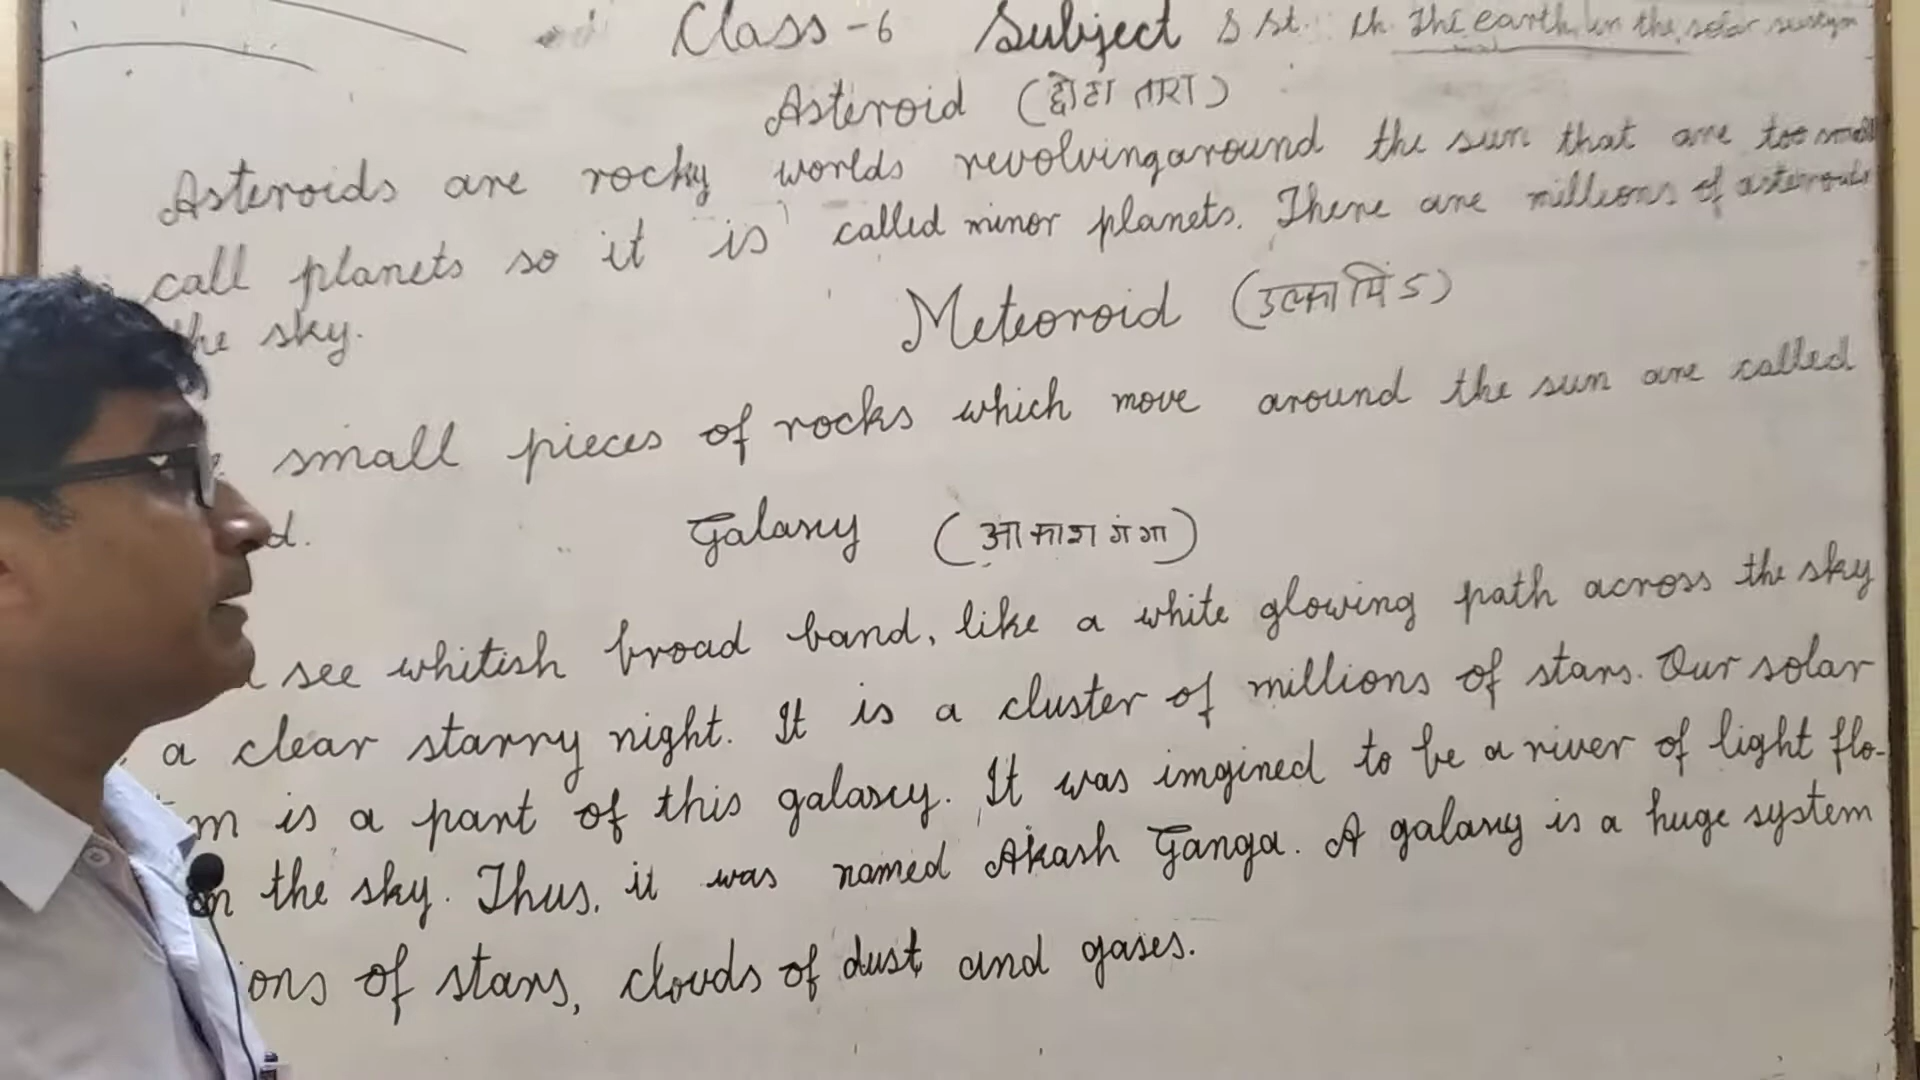 Class - 6 Subject S St. Ch. The earth in the solar
Asteroid (छोटा तारा)
Asteroids are rocky worlds revolving around the sun that are too small
call planets so it is called minor planets. There are millions of asteroids
the sky.
Meteoroid (उल्कापिंड)
small pieces of rocks which move around the sun are called
d.
Galaxy (आकाश गंगा)
see whitish broad band, like a white glowing path across the sky
a clear starry night. It is a cluster of millions of stars. Our solar
m is a part of this galaxy. It was imgined to be a river of light flo-
the sky. Thus, it was named Akash Ganga. A galaxy is a huge system
ons of stars, clouds of dust and gases.